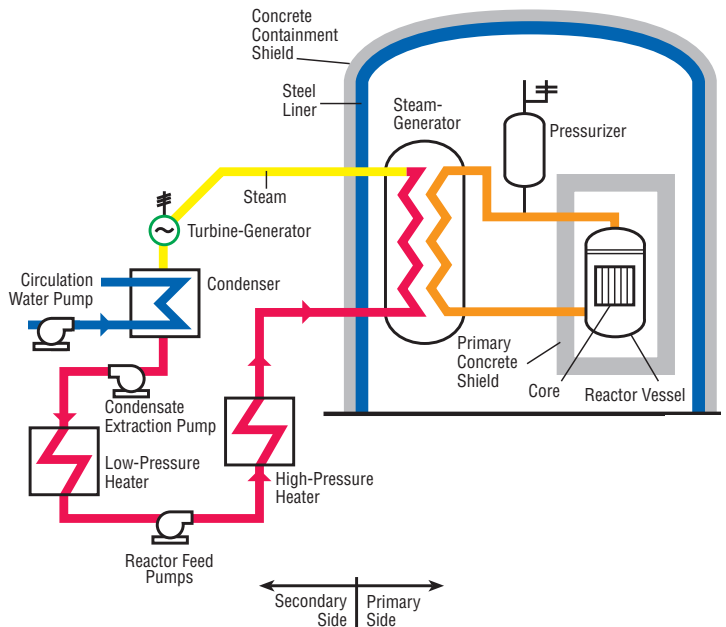 Concrete
Containment
Shield
Steel
Liner
Steam-
Generator
Pressurizer
Steam
Turbine-Generator
Circulation
Water Pump
Condenser
Primary
Concrete
Shield
Core
Reactor Vessel
Condensate
Extraction Pump
Low-Pressure
Heater
High-Pressure
Heater
Reactor Feed
Pumps
Secondary
Side
Primary
Side